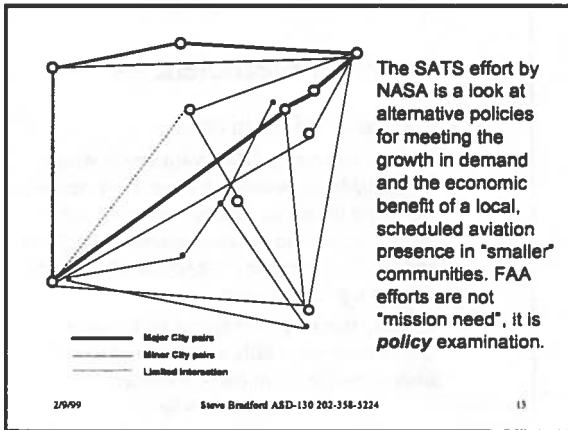 The SATS effort by
NASA is a look at
alternative policies
for meeting the
growth in demand
and the economic
benefit of a local,
scheduled aviation
presence in "smaller"
communities. FAA
efforts are not
"mission need", it is
policy examination.
Major City pairs
Minor City pairs
Limited interaction
2/9/99
Steve Bradford ASD-130 202-358-5224
13